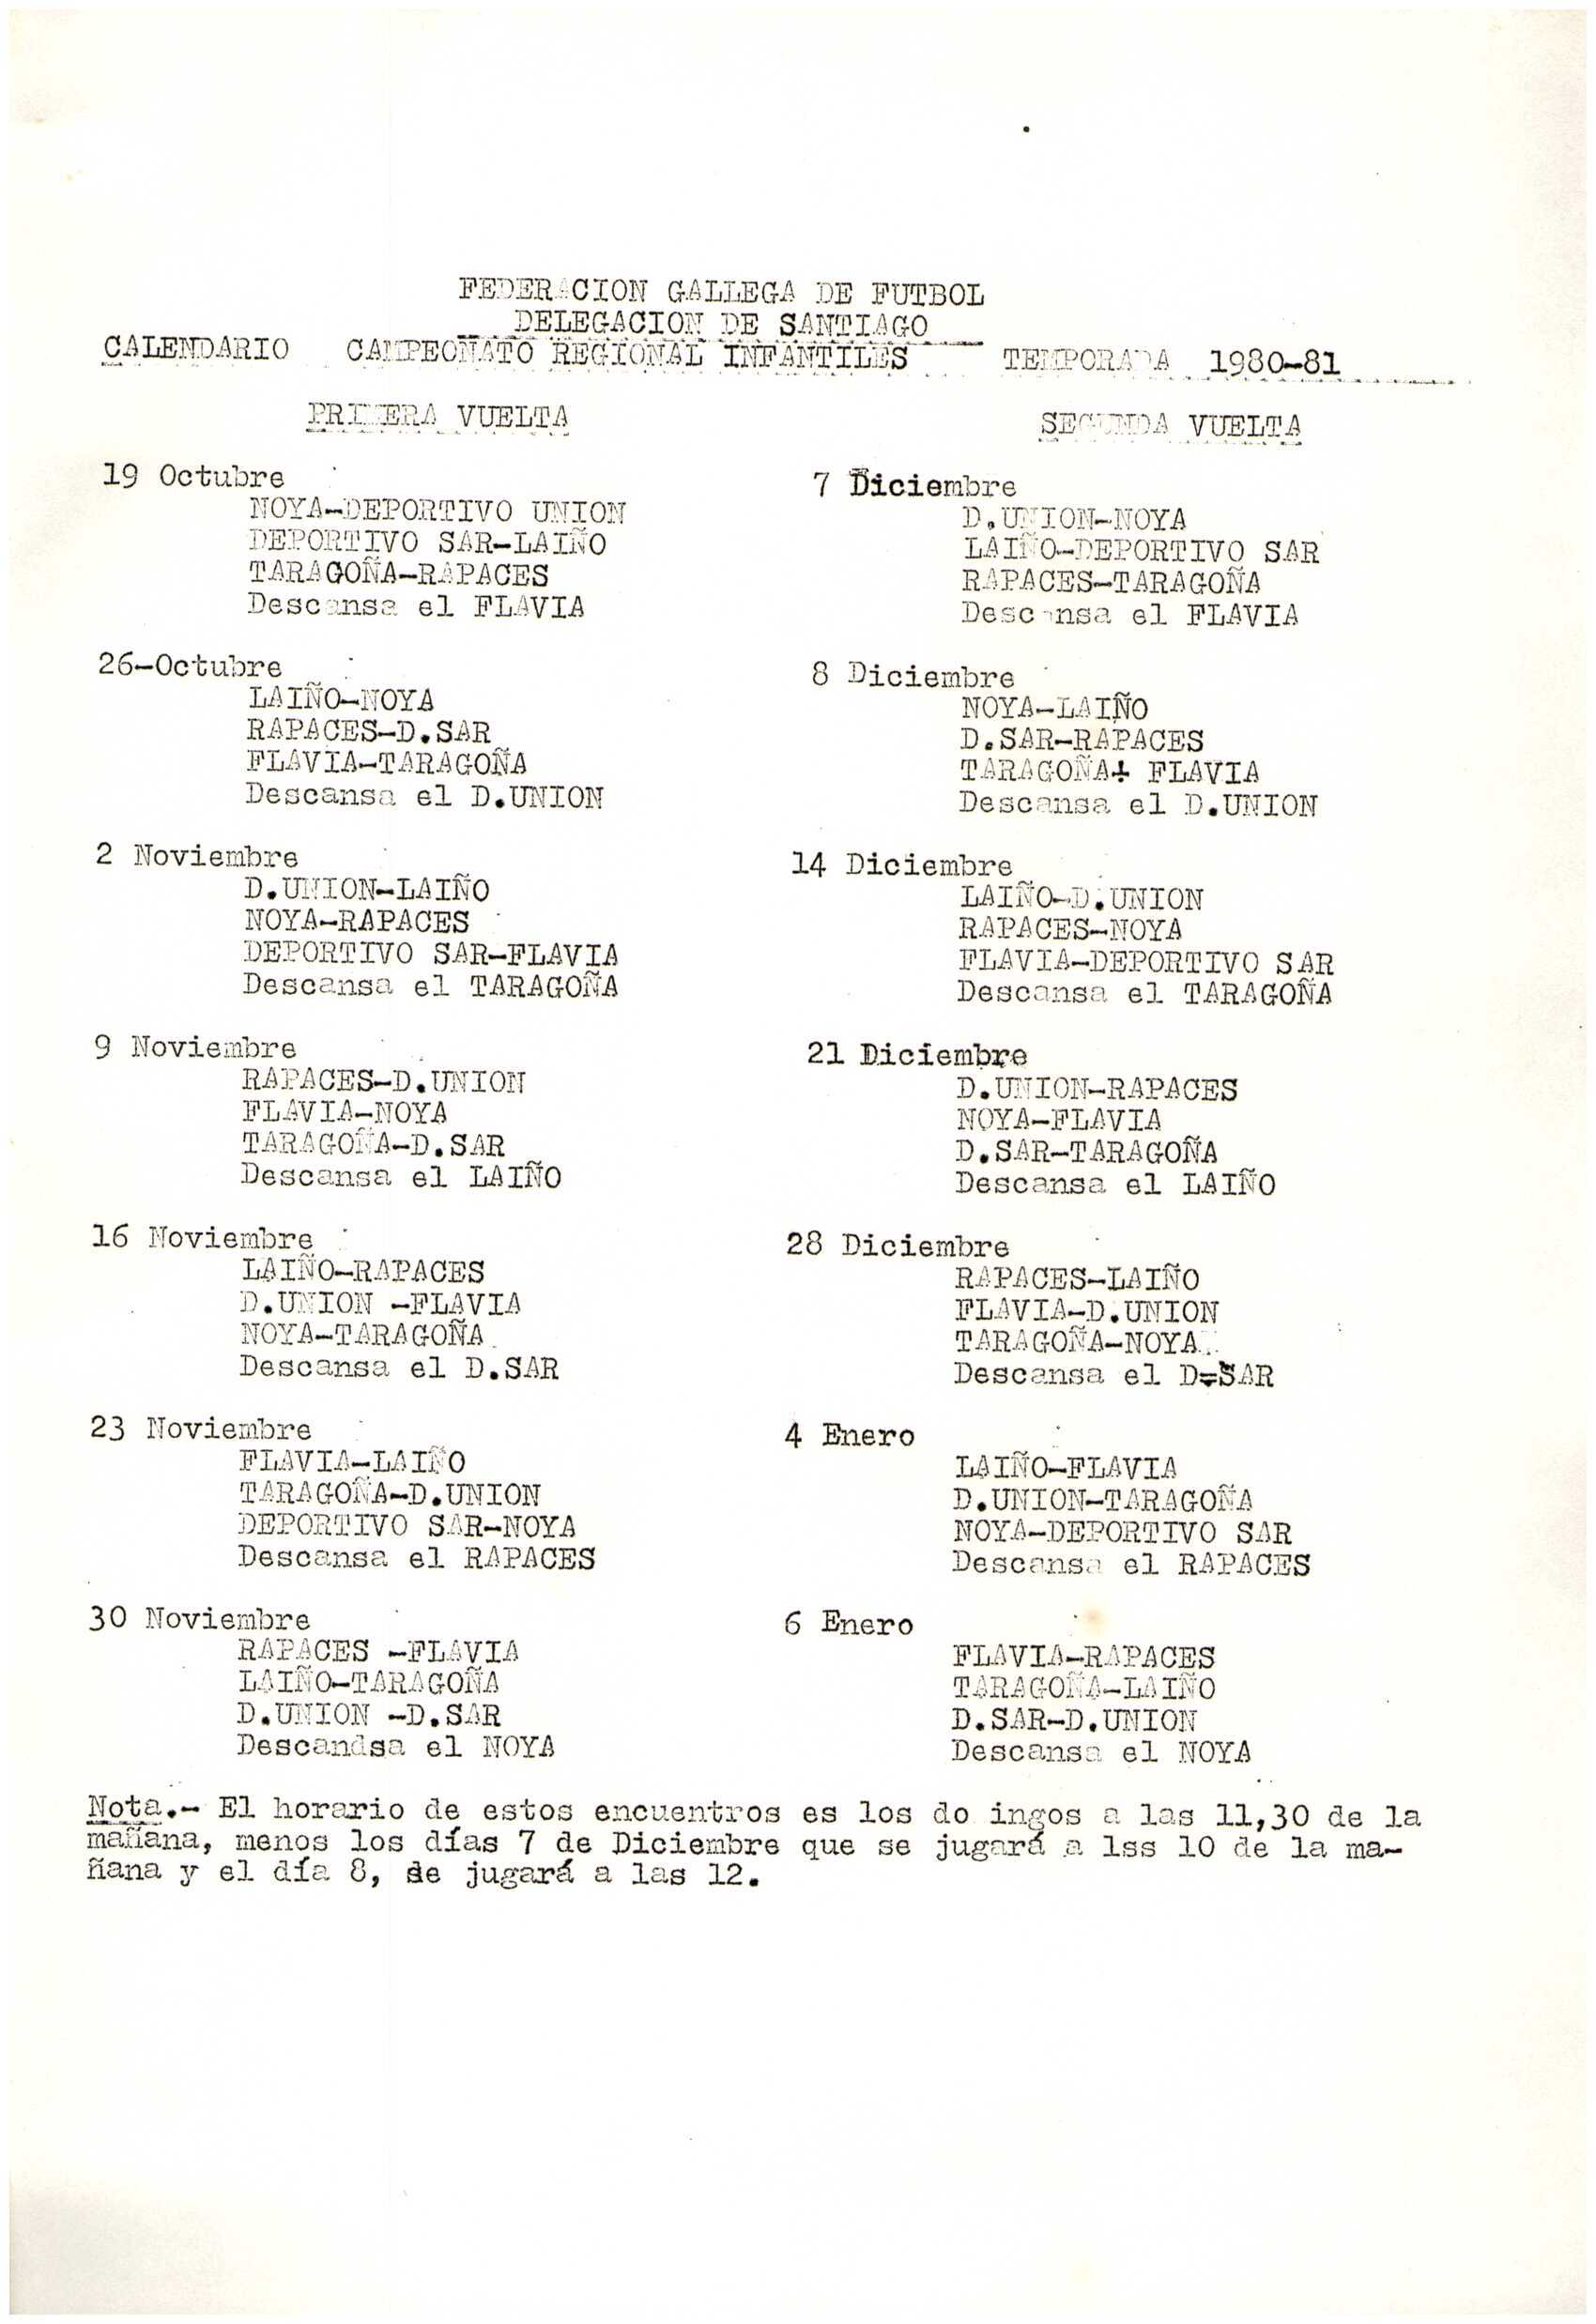 FEDERACION GALLEGA DE FUTBOL
DELEGACION DE SANTIAGO
CALENDARIO CAMPEOÑATO REGIONAL INFANTILES TEMPORADA 1980-81
PRIMERA VUELTA
19 Octubre
NOYA-DEPORTIVO UNION
DEPORTIVO SAR-LAIÑO
TARAGOÑA-RAPACES
Descansa el FLAVIA
26-Octubre
LAIÑO-NOYA
RAPACES-D.SAR
FLAVIA-TARAGOÑA
Descansa el D.UNION
2 Noviembre
D.UNION-LAIÑO
NOYA-RAPACES
DEPORTIVO SAR-FLAVIA
Descansa el TARAGOÑA
9 Noviembre
RAPACES-D.UNION
FLAVIA-NOYA
TARAGOÑA-D.SAR
Descansa el LAIÑO
16 Noviembre
LAIÑO-RAPACES
D.UNION -FLAVIA
NOYA-TARAGOÑA
Descansa el D.SAR
23 Noviembre
FLAVIA-LAIÑO
TARAGOÑA-D.UNION
DEPORTIVO SAR-NOYA
Descansa el RAPACES
30 Noviembre
RAPACES -FLAVIA
LAIÑO-TARAGOÑA
D.UNION -D.SAR
Descandsa el NOYA
SEGUNDA VUELTA
7 Diciembre
D.UNION-NOYA
LAIÑO-DEPORTIVO SAR
RAPACES-TARAGOÑA
Descansa el FLAVIA
8 Diciembre
NOYA-LAIÑO
D.SAR-RAPACES
TARAGOÑA+ FLAVIA
Descansa el D.UNION
14 Diciembre
LAIÑO-D.UNION
RAPACES-NOYA
FLAVIA-DEPORTIVO SAR
Descansa el TARAGOÑA
21 Diciembre
D.UNION-RAPACES
NOYA-FLAVIA
D.SAR-TARAGOÑA
Descansa el LAIÑO
28 Diciembre
RAPACES-LAIÑO
FLAVIA-D.UNION
TARAGOÑA-NOYA
Descansa el D=SAR
4 Enero
LAIÑO-FLAVIA
D.UNION-TARAGOÑA
NOYA-DEPORTIVO SAR
Descansa el RAPACES
6 Enero
FLAVIA-RAPACES
TARAGOÑA-LAIÑO
D.SAR-D.UNION
Descansa el NOYA
Nota.- El horario de estos encuentros es los do ingos a las 11,30 de la
mañana, menos los días 7 de Diciembre que se jugará a lss 10 de la ma-
ñana y el día 8, se jugará a las 12.